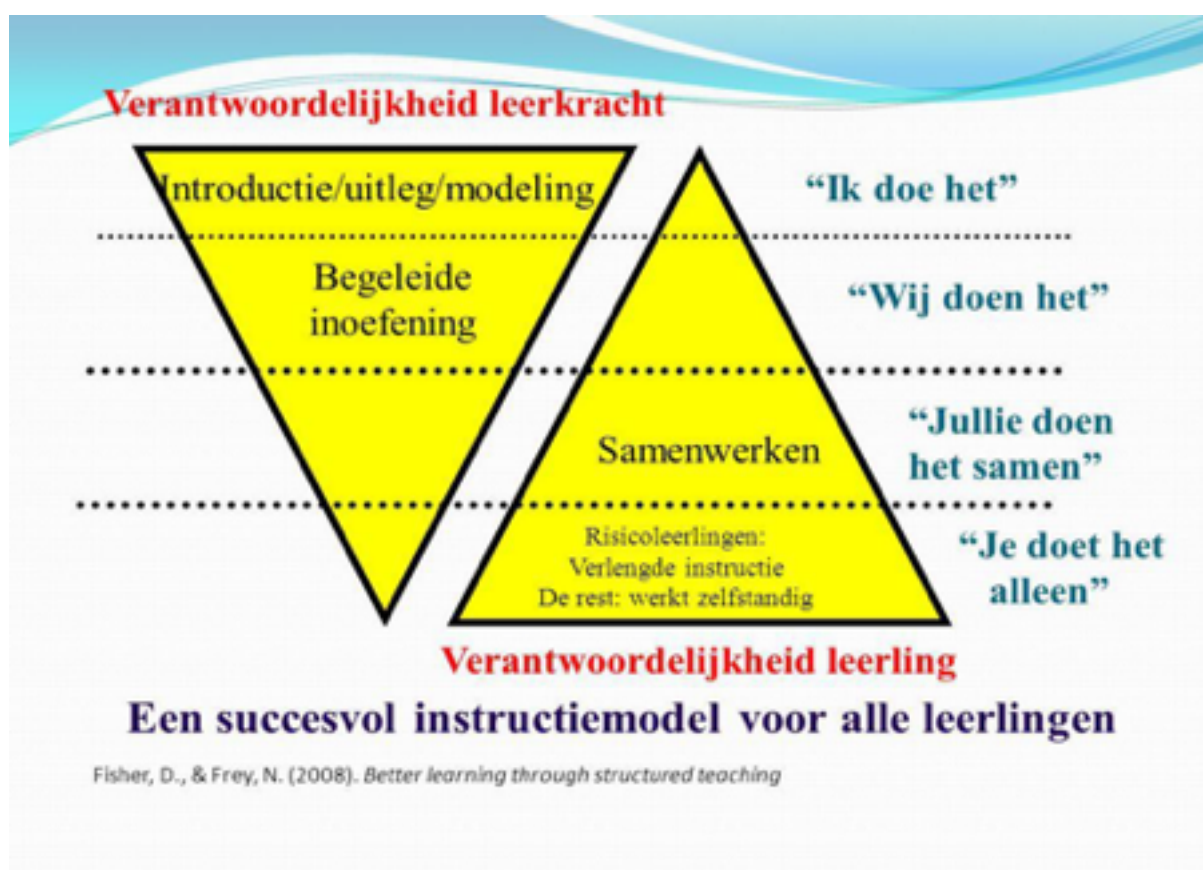 Verantwoordelijkheid leerkracht
Introductie/uitleg/modeling
“Ik doe het”
Begeleide
inoefening
“Wij doen het”
Samenwerken
“Jullie doen
het samen”
Risicoleerlingen:
Verlengde instructie
De rest: werkt zelfstandig
“Je doet het
alleen”
Verantwoordelijkheid leerling
Een succesvol instructiemodel voor alle leerlingen
Fisher, D., & Frey, N. (2008). Better learning through structured teaching